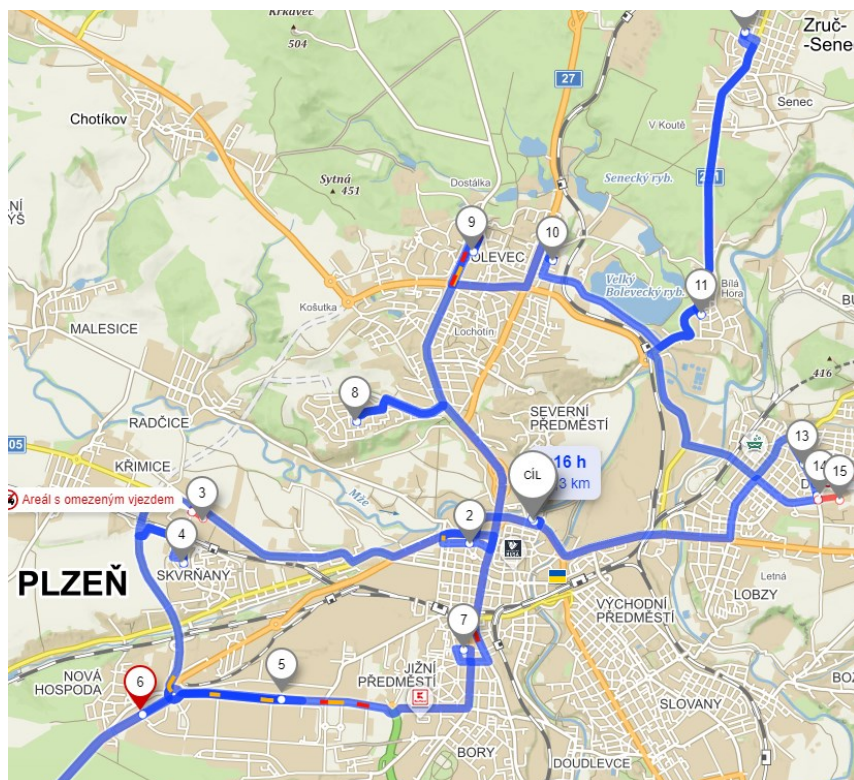 Krkavec
504
Zruč-
-Sene
27
Chotíkov
Senec
V Koutě
Sytná
451
Dostálka
Senecký ryb.
9
10
OLEVEC
Velký
Bolevecký ryb.
11
Bílá
Hora
Košutka
MALESICE
Lochotín
416
8
RADČICE
SEVERNÍ
PŘEDMĚSTÍ
05
KŘIMICE
13
16 h
3 km
CÍL
14
15
Areál s omezeným vjezdem
3
Mže
2
4
SKVRŇANY
PLZEŇ
Letná
LOBZY
VÝCHODNÍ
PŘEDMĚSTÍ
7
NOVÁ
HOSPODA
6
5
JIŽNÍ
PŘEDMĚSTÍ
SLOVANY
BORY
DOUDLEVCE